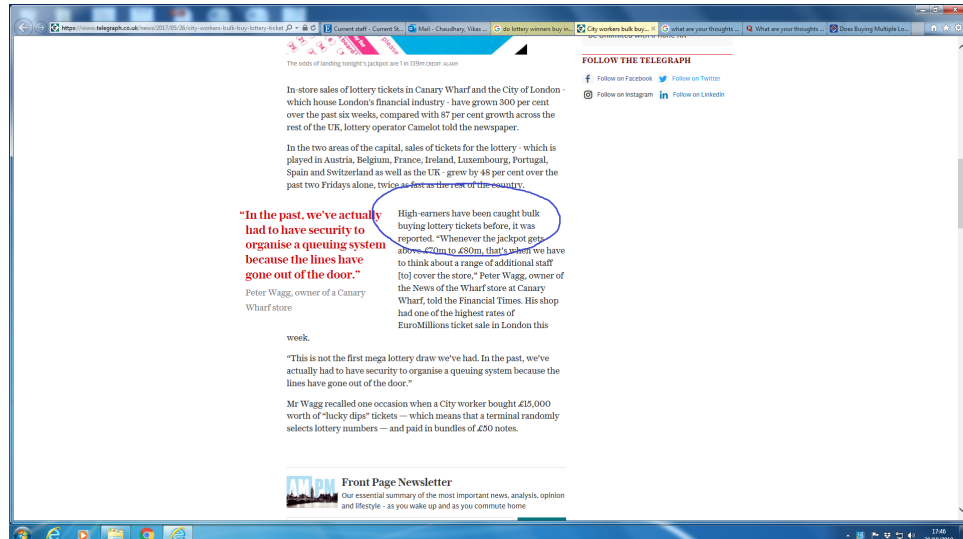 https://www.telegraph.co.uk/news/2017/05/26/city-workers-bulk-buy-lottery-ticket
Current staff - Current St...
Mail - Chaudhary, Vikas ...
do lottery winners buy in...
City workers bulk buy...
what are your thoughts ...
What are your thoughts ...
Does Buying Multiple Lo...
please
The odds of landing tonight's jackpot are 1 in 139m CREDIT: ALAMY
FOLLOW THE TELEGRAPH
Follow on Facebook Follow on Twitter
Follow on Instagram Follow on LinkedIn
In-store sales of lottery tickets in Canary Wharf and the City of London -
which house London's financial industry - have grown 300 per cent
over the past six weeks, compared with 87 per cent growth across the
rest of the UK, lottery operator Camelot told the newspaper.
In the two areas of the capital, sales of tickets for the lottery - which is
played in Austria, Belgium, France, Ireland, Luxembourg, Portugal,
Spain and Switzerland as well as the UK - grew by 48 per cent over the
past two Fridays alone, twice as fast as the rest of the country.
“In the past, we’ve actually
had to have security to
organise a queuing system
because the lines have
gone out of the door.”
Peter Wagg, owner of a Canary
Wharf store
High-earners have been caught bulk
buying lottery tickets before, it was
reported. “Whenever the jackpot gets
above £70m to £80m, that's when we have
to think about a range of additional staff
[to] cover the store,” Peter Wagg, owner of
the News of the Wharf store at Canary
Wharf, told the Financial Times. His shop
had one of the highest rates of
EuroMillions ticket sale in London this
week.
“This is not the first mega lottery draw we’ve had. In the past, we’ve
actually had to have security to organise a queuing system because the
lines have gone out of the door.”
Mr Wagg recalled one occasion when a City worker bought £15,000
worth of “lucky dips” tickets — which means that a terminal randomly
selects lottery numbers — and paid in bundles of £50 notes.
AM PM
Front Page Newsletter
Our essential summary of the most important news, analysis, opinion
and lifestyle - as you wake up and as you commute home
17:46